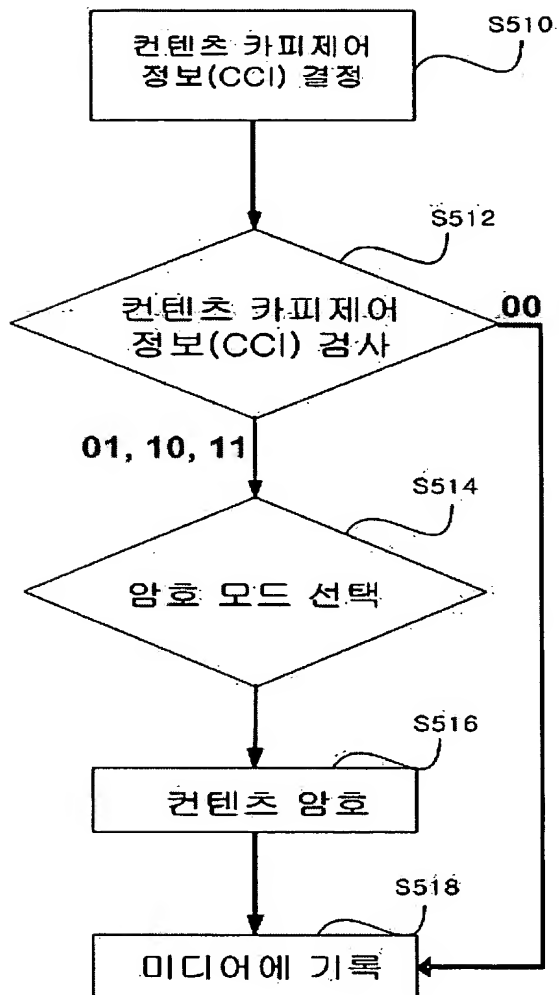 컨텐츠 카피제어
정보(CCI) 결정
S510
S512
컨텐츠 카피제어
정보(CCI) 검사
00
01, 10, 11
S514
암호 모드 선택
S516
컨텐츠 암호
S518
미디어에 기록